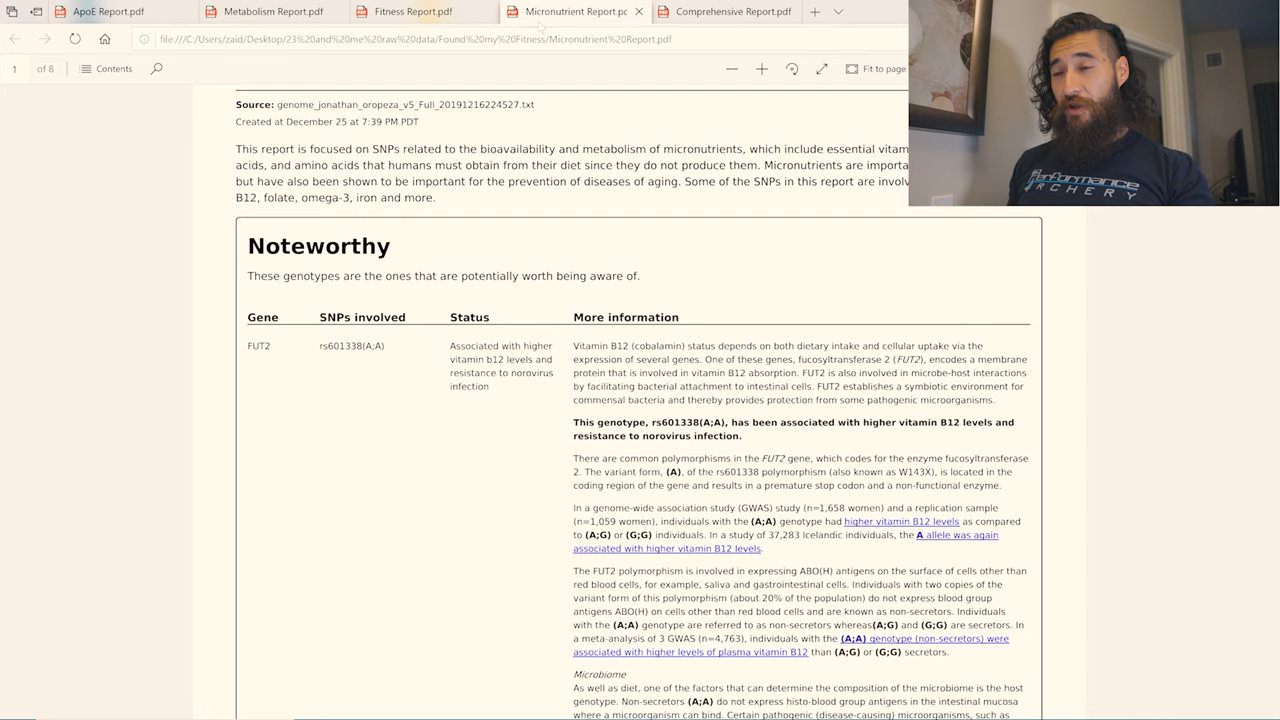 ApoE Report.pdf
Metabolism Report.pdf
Fitness Report.pdf
Micronutrient Report.pc
Comprehensive Report.pdf
file:///C:/Users/zaid/Desktop/23%20and%20me%20raw%20data/Found%20my%20Fitness/Micronutrient%20Report.pdf
1 of 8 Contents Fit to page
Performance
ARCHERY
Source: genome_jonathan_oropeza_v5_Full_20191216224527.txt
Created at December 25 at 7:39 PM PDT
This report is focused on SNPs related to the bioavailability and metabolism of micronutrients, which include essential vitam
acids, and amino acids that humans must obtain from their diet since they do not produce them. Micronutrients are importa
but have also been shown to be important for the prevention of diseases of aging. Some of the SNPs in this report are involv
B12, folate, omega-3, iron and more.
Noteworthy
These genotypes are the ones that are potentially worth being aware of.
Gene SNPs involved Status More information
FUT2 rs601338(A;A)
Associated with higher
vitamin b12 levels and
resistance to norovirus
infection
Vitamin B12 (cobalamin) status depends on both dietary intake and cellular uptake via the
expression of several genes. One of these genes, fucosyltransferase 2 (FUT2), encodes a membrane
protein that is involved in vitamin B12 absorption. FUT2 is also involved in microbe-host interactions
by facilitating bacterial attachment to intestinal cells. FUT2 establishes a symbiotic environment for
commensal bacteria and thereby provides protection from some pathogenic microorganisms.
This genotype, rs601338(A;A), has been associated with higher vitamin B12 levels and
resistance to norovirus infection.
There are common polymorphisms in the FUT2 gene, which codes for the enzyme fucosyltransferase
2. The variant form, (A), of the rs601338 polymorphism (also known as W143X), is located in the
coding region of the gene and results in a premature stop codon and a non-functional enzyme.
In a genome-wide association study (GWAS) study (n=1,658 women) and a replication sample
(n=1,059 women), individuals with the (A;A) genotype had higher vitamin B12 levels as compared
to (A;G) or (G;G) individuals. In a study of 37,283 Icelandic individuals, the A allele was again
associated with higher vitamin B12 levels.
The FUT2 polymorphism is involved in expressing ABO(H) antigens on the surface of cells other than
red blood cells, for example, saliva and gastrointestinal cells. Individuals with two copies of the
variant form of this polymorphism (about 20% of the population) do not express blood group
antigens ABO(H) on cells other than red blood cells and are known as non-secretors. Individuals
with the (A;A) genotype are referred to as non-secretors whereas(A;G) and (G;G) are secretors. In
a meta-analysis of 3 GWAS (n=4,763), individuals with the (A;A) genotype (non-secretors) were
associated with higher levels of plasma vitamin B12 than (A;G) or (G;G) secretors.
Microbiome
As well as diet, one of the factors that can determine the composition of the microbiome is the host
genotype. Non-secretors (A;A) do not express histo-blood group antigens in the intestinal mucosa
where a microorganism can bind. Certain pathogenic (disease-causing) microorganisms, such as